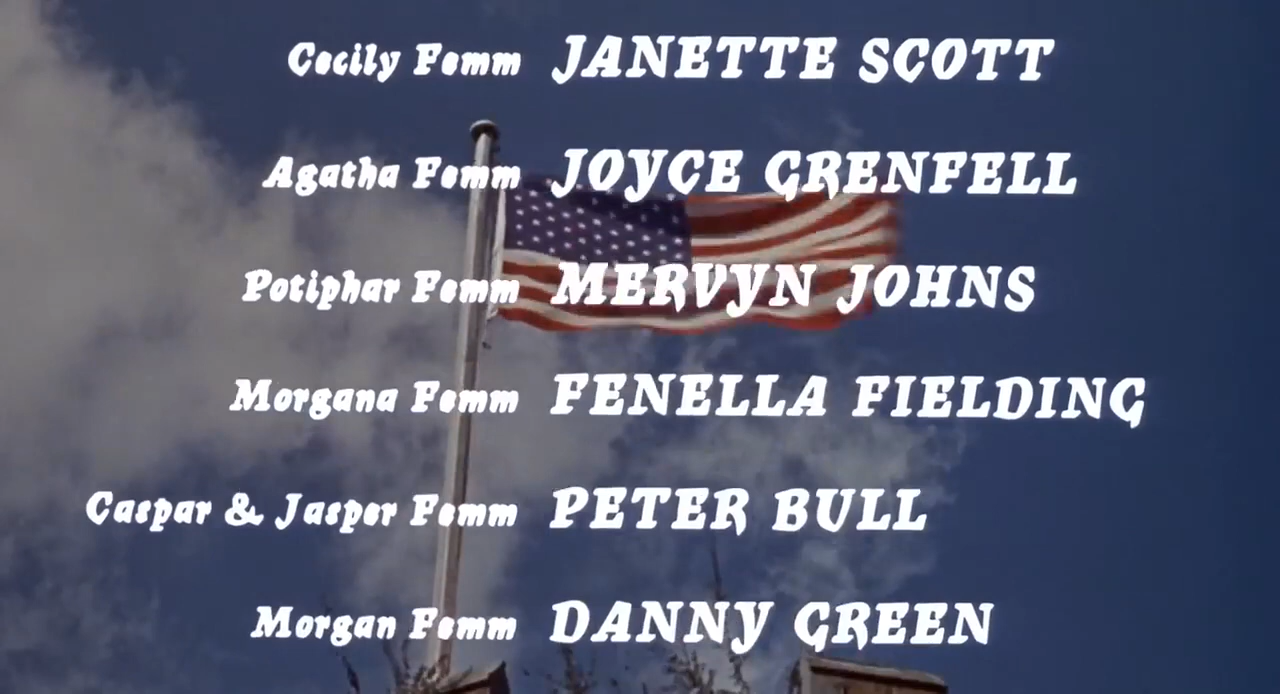 Cecily Femm JANETTE SCOTT
Agatha Femm JOYCE GRENFELL
Potiphar Femm MERVYN JOHNS
Morgana Femm FENELLA FIELDING
Caspar & Jasper Femm PETER BULL
Morgan Femm DANNY GREEN